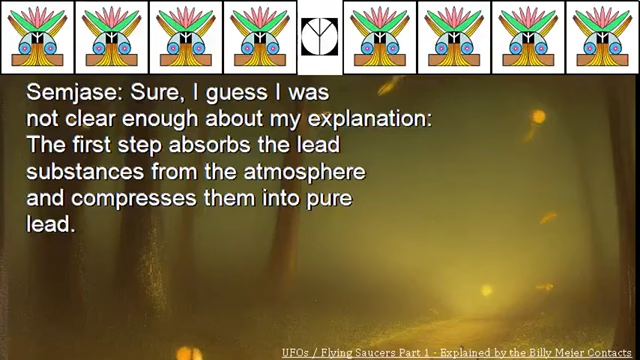 Semjase: Sure, I guess I was
not clear enough about my explanation:
The first step absorbs the lead
substances from the atmosphere
and compresses them into pure
lead.
UFOs / Flying Saucers Part 1 - Explained by the Billy Meier Contacts